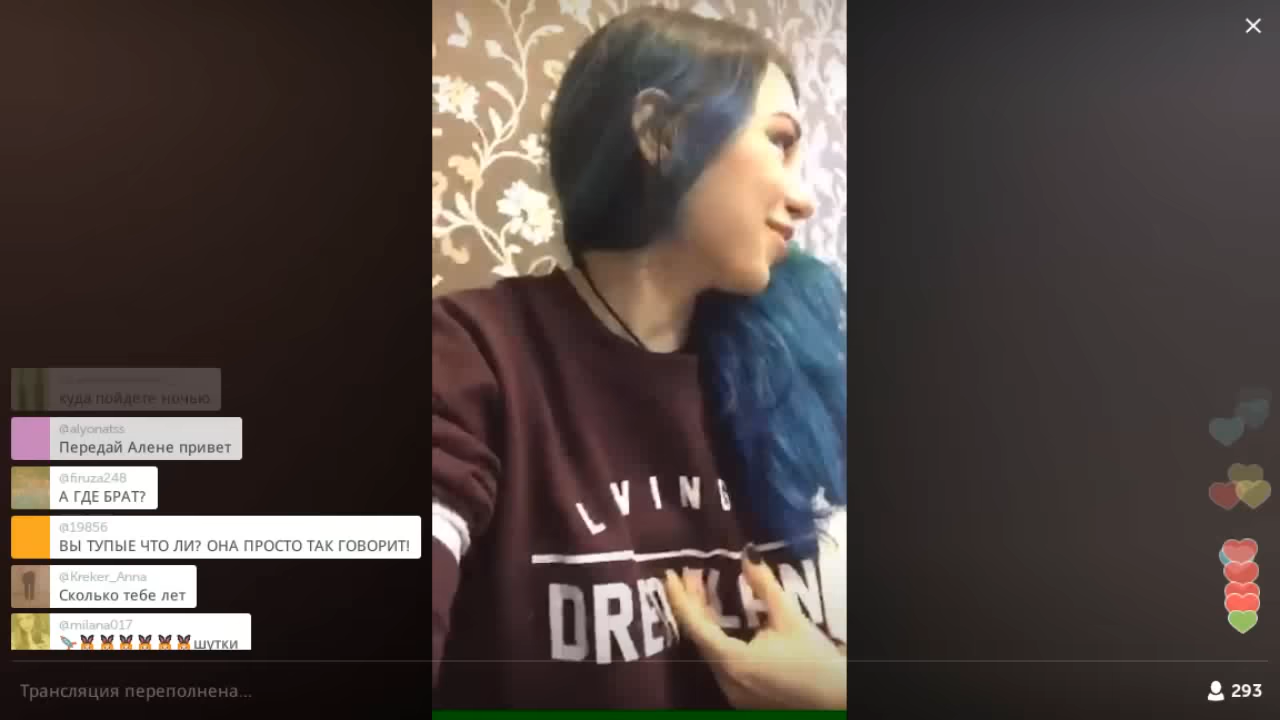 куда пойдете ночью
@alyonatss
Передай Алене привет
@firuza248
А ГДЕ БРАТ?
@19856
ВЫ ТУПЫЕ ЧТО ЛИ? ОНА ПРОСТО ТАК ГОВОРИТ!
@Kreker_Anna
Сколько тебе лет
@milana017
шутки
LVING
Трансляция переполнена...
293